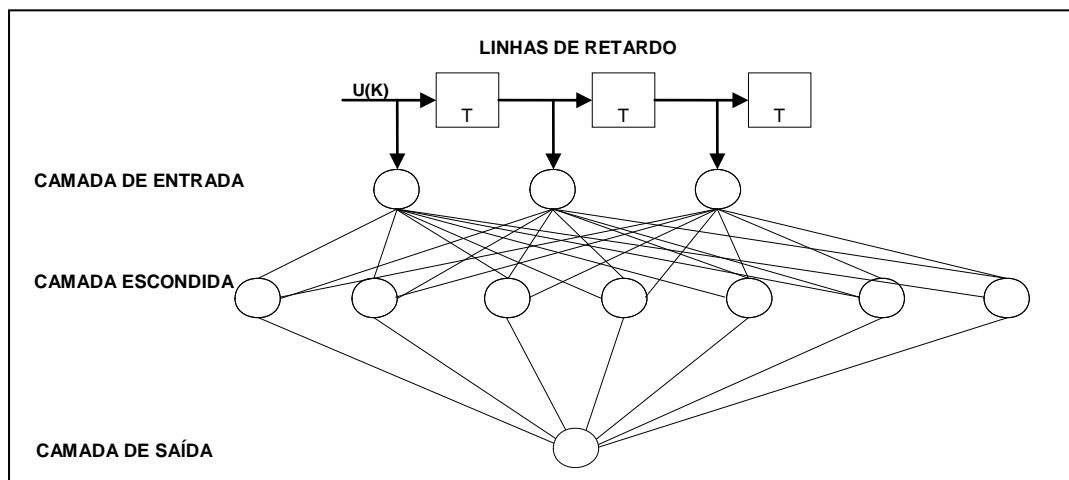 LINHAS DE RETARDO
U(K)
T
T
T
CAMADA DE ENTRADA
CAMADA ESCONDIDA
CAMADA DE SAÍDA